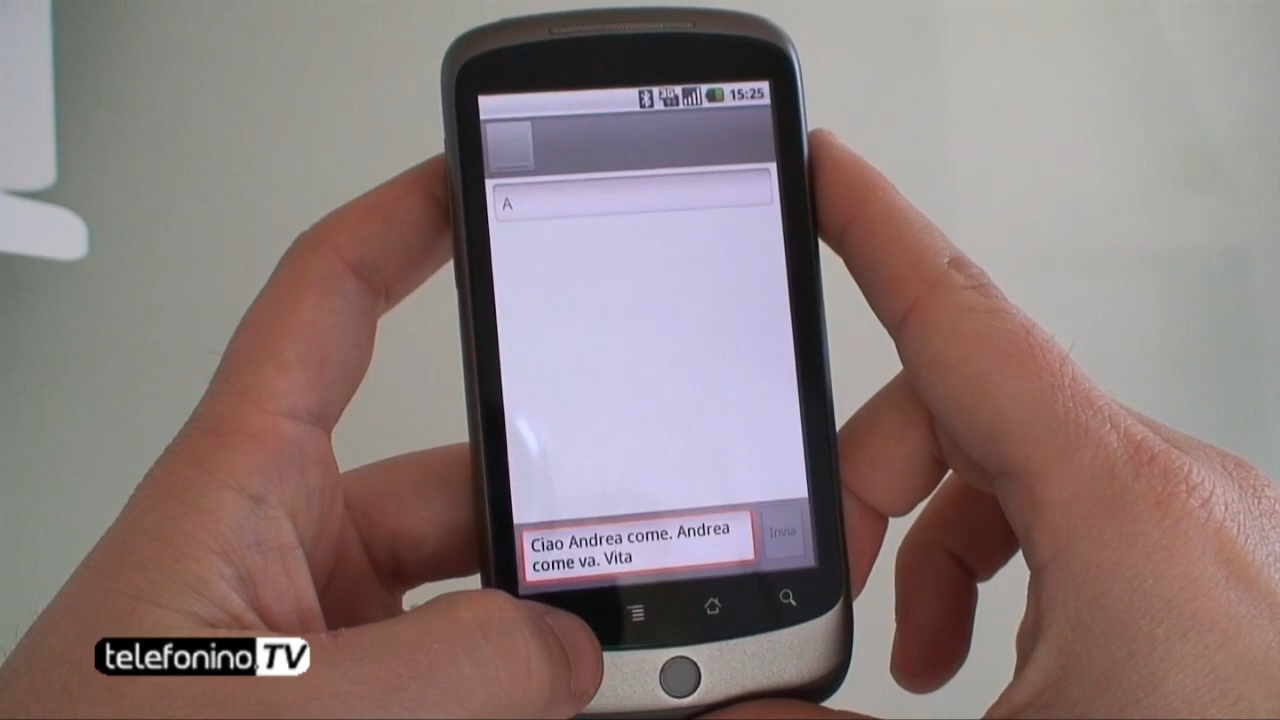 15:25
A
Ciao Andrea come. Andrea
come va. Vita
Invia
telefonino.TV